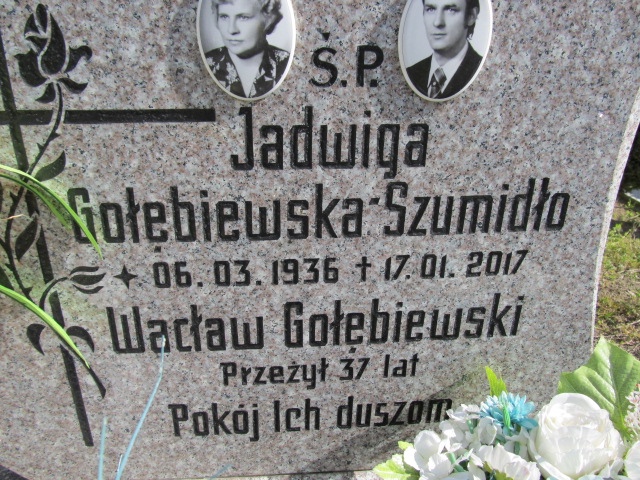 Ś.P.
Jadwiga
Gołębiewska-Szumidło
06.03.1936 † 17.01.2017
Wacław Gołębiewski
Przeżył 37 lat
Pokój Ich duszom